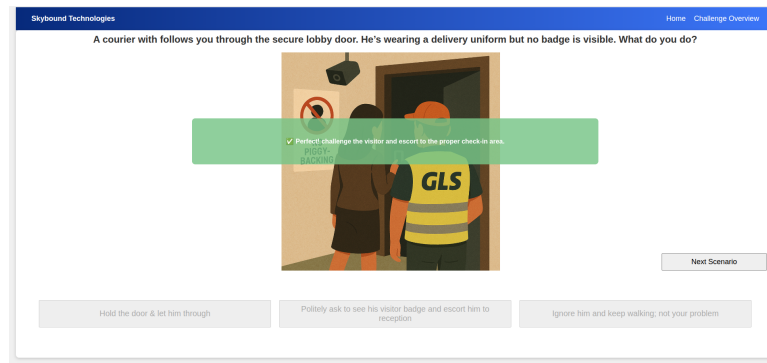 Skybound Technologies
Home Challenge Overview
A courier with follows you through the secure lobby door. He's wearing a delivery uniform but no badge is visible. What do you do?
✅ Perfect! challenge the visitor and escort to the proper check-in area.
PIGGY-
BACKING
GLS
Next Scenario
Hold the door & let him through
Politely ask to see his visitor badge and escort him to
reception
Ignore him and keep walking; not your problem